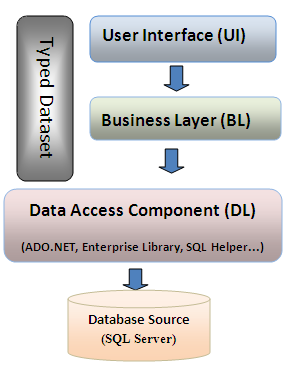 Typed Dataset
User Interface (UI)
Business Layer (BL)
Data Access Component (DL)
(ADO.NET, Enterprise Library, SQL Helper...)
Database Source
(SQL Server)